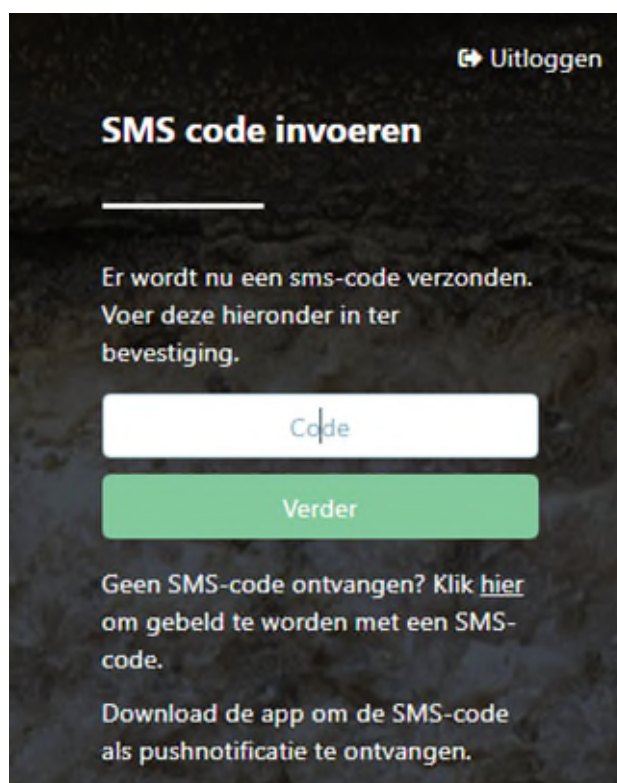 Uitloggen
SMS code invoeren
Er wordt nu een sms-code verzonden.
Voer deze hieronder in ter
bevestiging.
Code
Verder
Geen SMS-code ontvangen? Klik hier
om gebeld te worden met een SMS-
code.
Download de app om de SMS-code
als pushnotificatie te ontvangen.